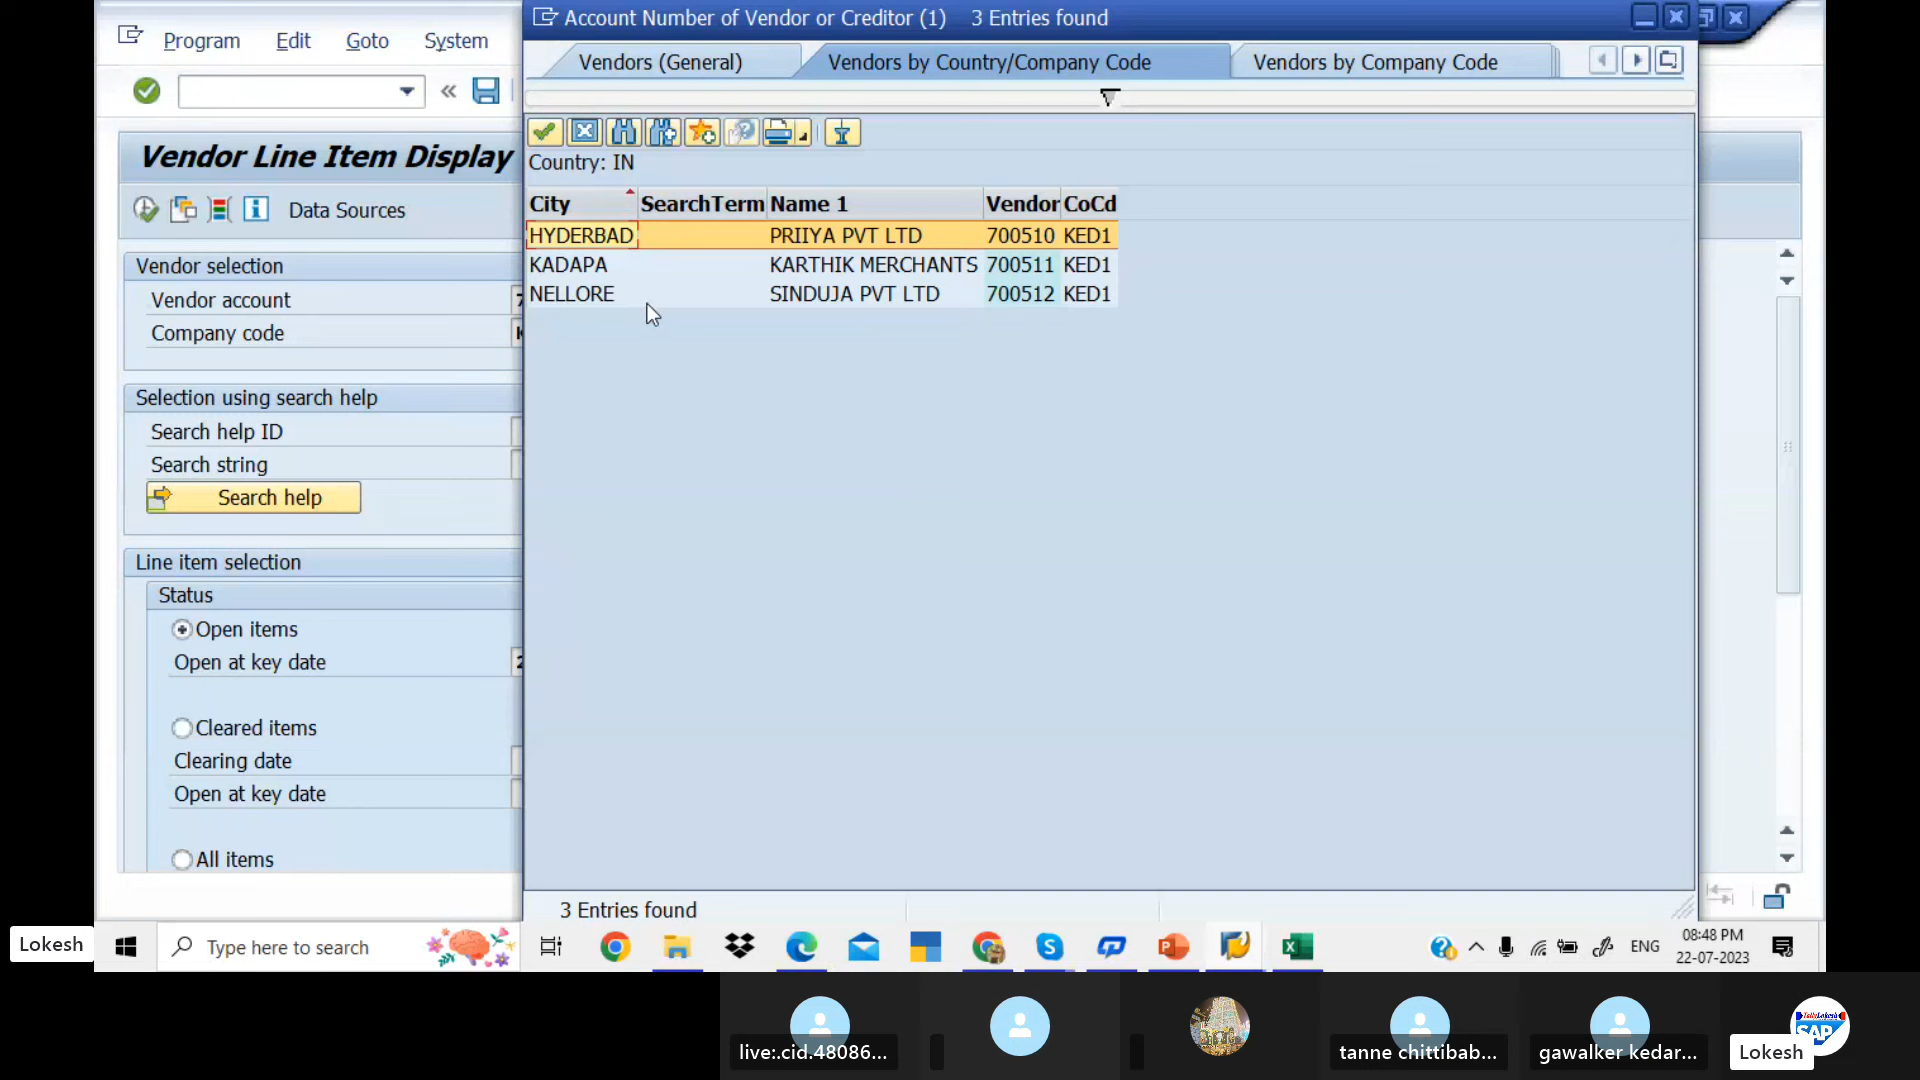 Account Number of Vendor or Creditor (1) 3 Entries found
Program Edit Goto System
Vendors (General) Vendors by Country/Company Code Vendors by Company Code
Vendor Line Item Display
Country: IN
City SearchTerm Name 1 Vendor CoCd
HYDERBAD PRIIYA PVT LTD 700510 KED1
KADAPA KARTHIK MERCHANTS 700511 KED1
NELLORE SINDUJA PVT LTD 700512 KED1
Data Sources
Vendor selection
Vendor account
Company code
Selection using search help
Search help ID
Search string
Search help
Line item selection
Status
Open items
Open at key date
Cleared items
Clearing date
Open at key date
All items
3 Entries found
Lokesh
Type here to search
ENG
08:48 PM
22-07-2023
live:.cid.48086...
tanne chittibab...
gawalker kedar...
Lokesh
SAP